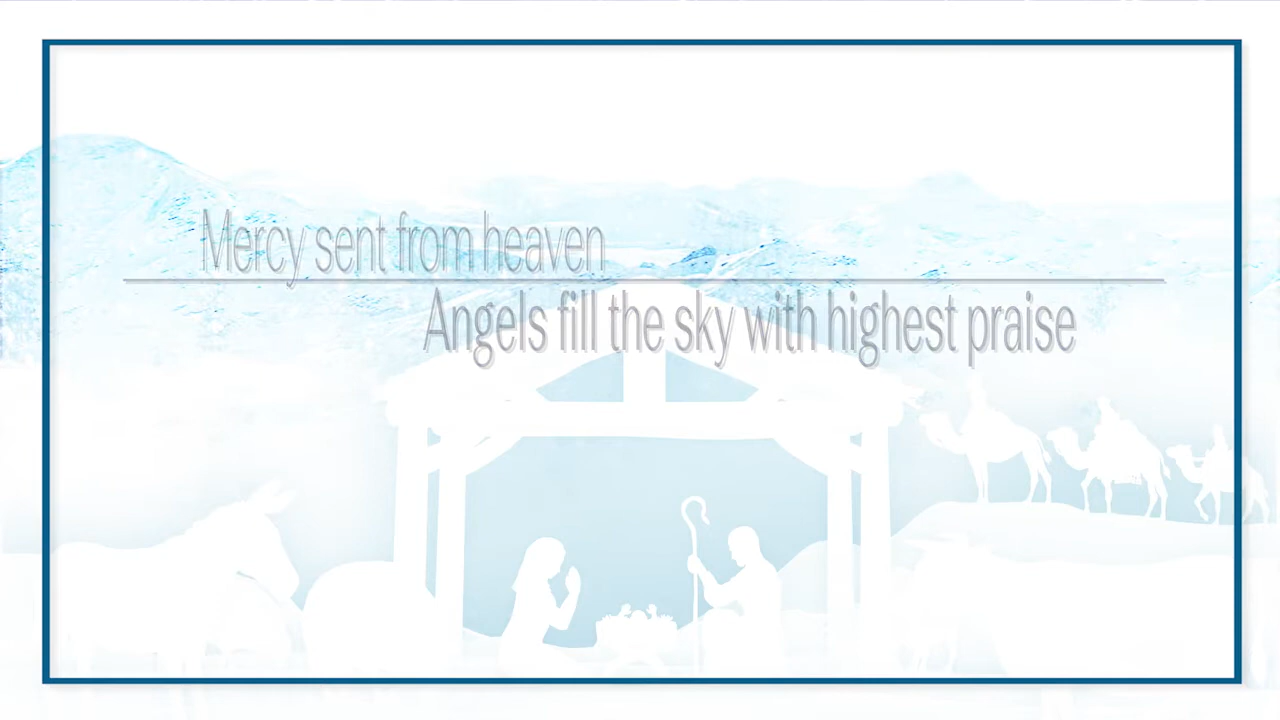 Mercy sent from heaven
Angels fill the sky with highest praise